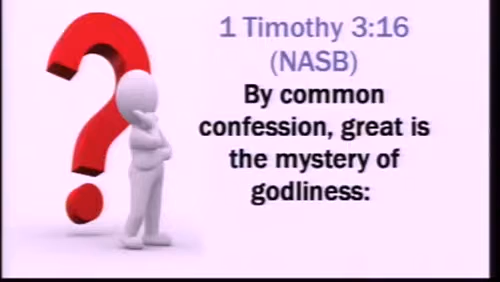 1 Timothy 3:16
(NASB)
By common
confession, great is
the mystery of
godliness: